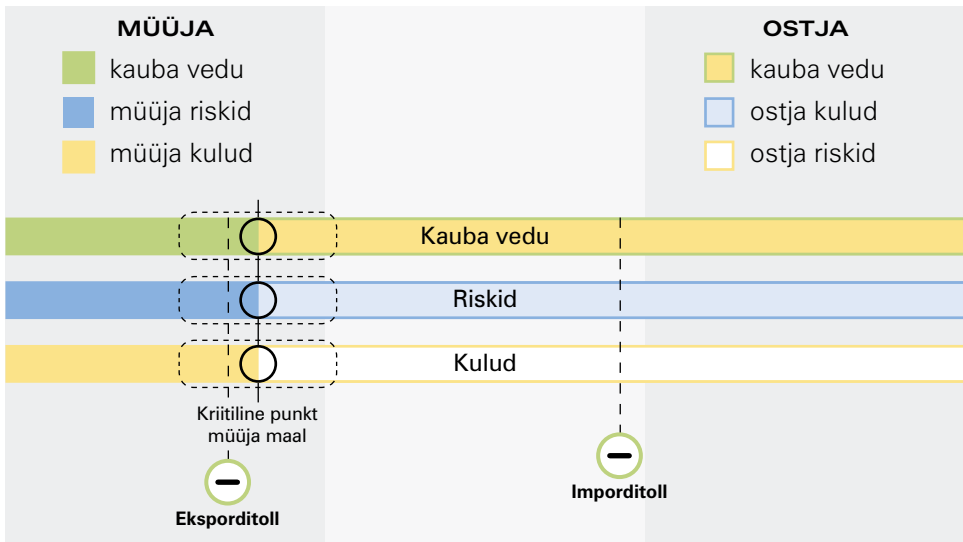 MÜÜJA
kauba vedu
müüja riskid
müüja kulud
OSTJA
kauba vedu
ostja kulud
ostja riskid
Kauba vedu
Riskid
Kulud
Kriitiline punkt
müüja maal
Eksporditoll
Imporditoll